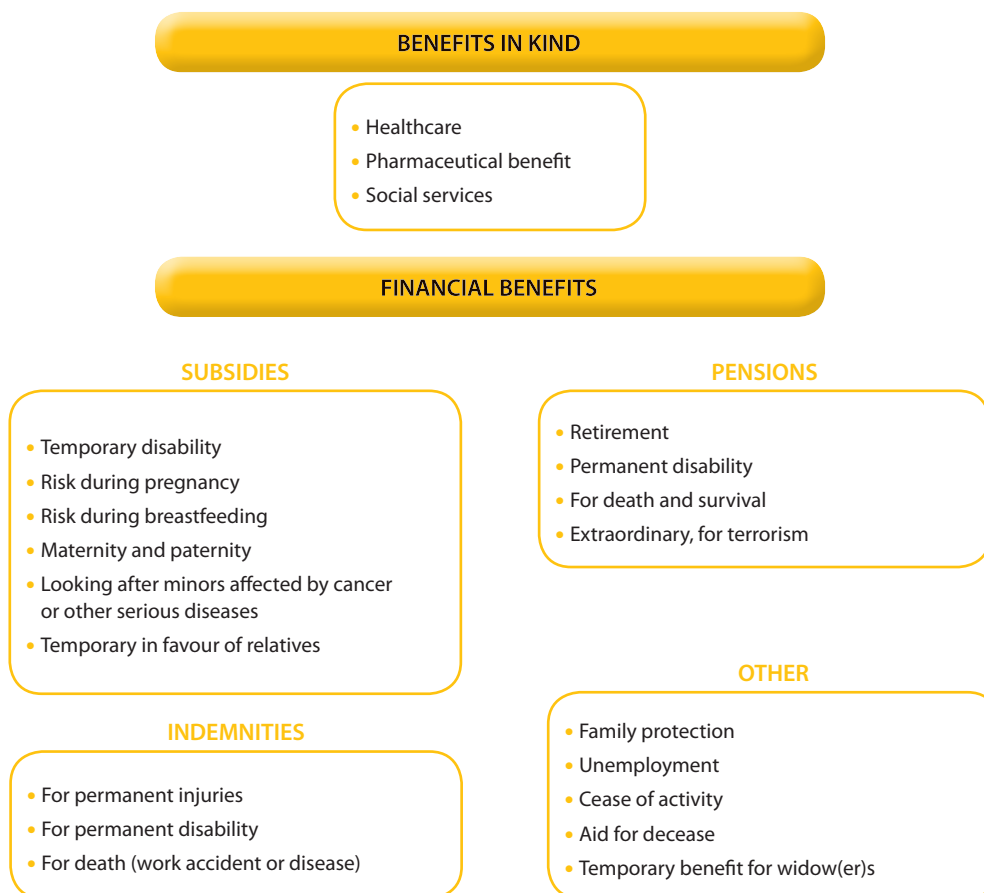 BENEFITS IN KIND
• Healthcare
• Pharmaceutical benefit
• Social services
FINANCIAL BENEFITS
SUBSIDIES
• Temporary disability
• Risk during pregnancy
• Risk during breastfeeding
• Maternity and paternity
• Looking after minors affected by cancer
or other serious diseases
• Temporary in favour of relatives
PENSIONS
• Retirement
• Permanent disability
• For death and survival
• Extraordinary, for terrorism
INDEMNITIES
• For permanent injuries
• For permanent disability
• For death (work accident or disease)
OTHER
• Family protection
• Unemployment
• Cease of activity
• Aid for decease
• Temporary benefit for widow(er)s